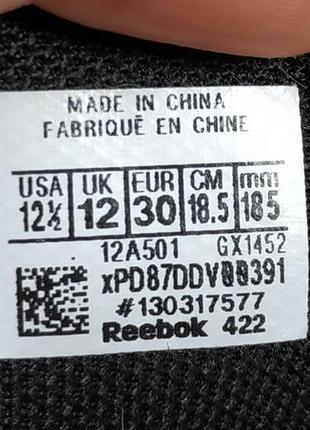 MADE IN CHINA
FABRIQUÉ EN CHINE
USA UK EUR CM mm
12½ 12 30 18.5 185
12A501 GX1452
#130317577
Reebok 422